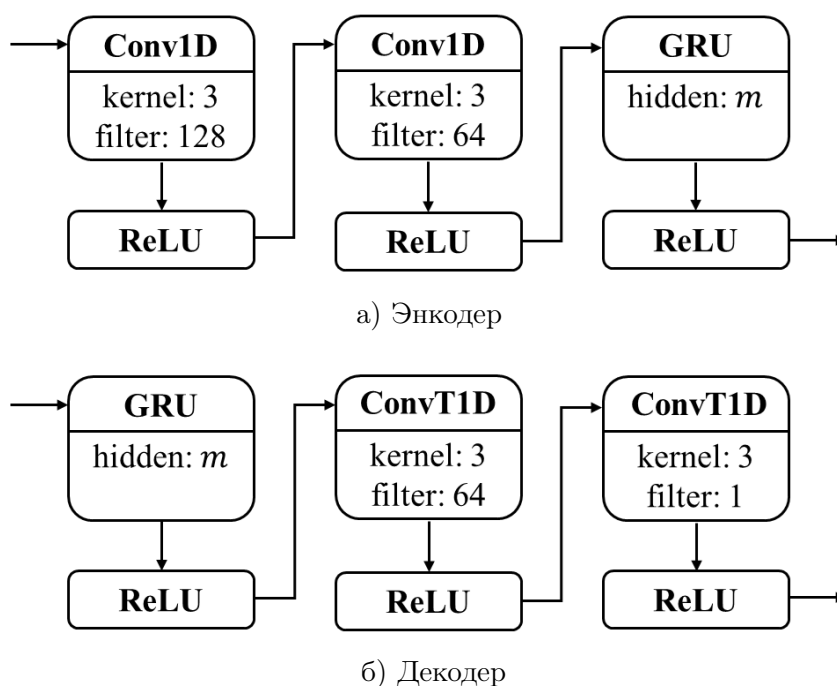 Conv1D
kernel: 3
filter: 128
ReLU
Conv1D
kernel: 3
filter: 64
ReLU
GRU
hidden: m
ReLU
а) Энкодер
GRU
hidden: m
ReLU
ConvT1D
kernel: 3
filter: 64
ReLU
ConvT1D
kernel: 3
filter: 1
ReLU
б) Декодер